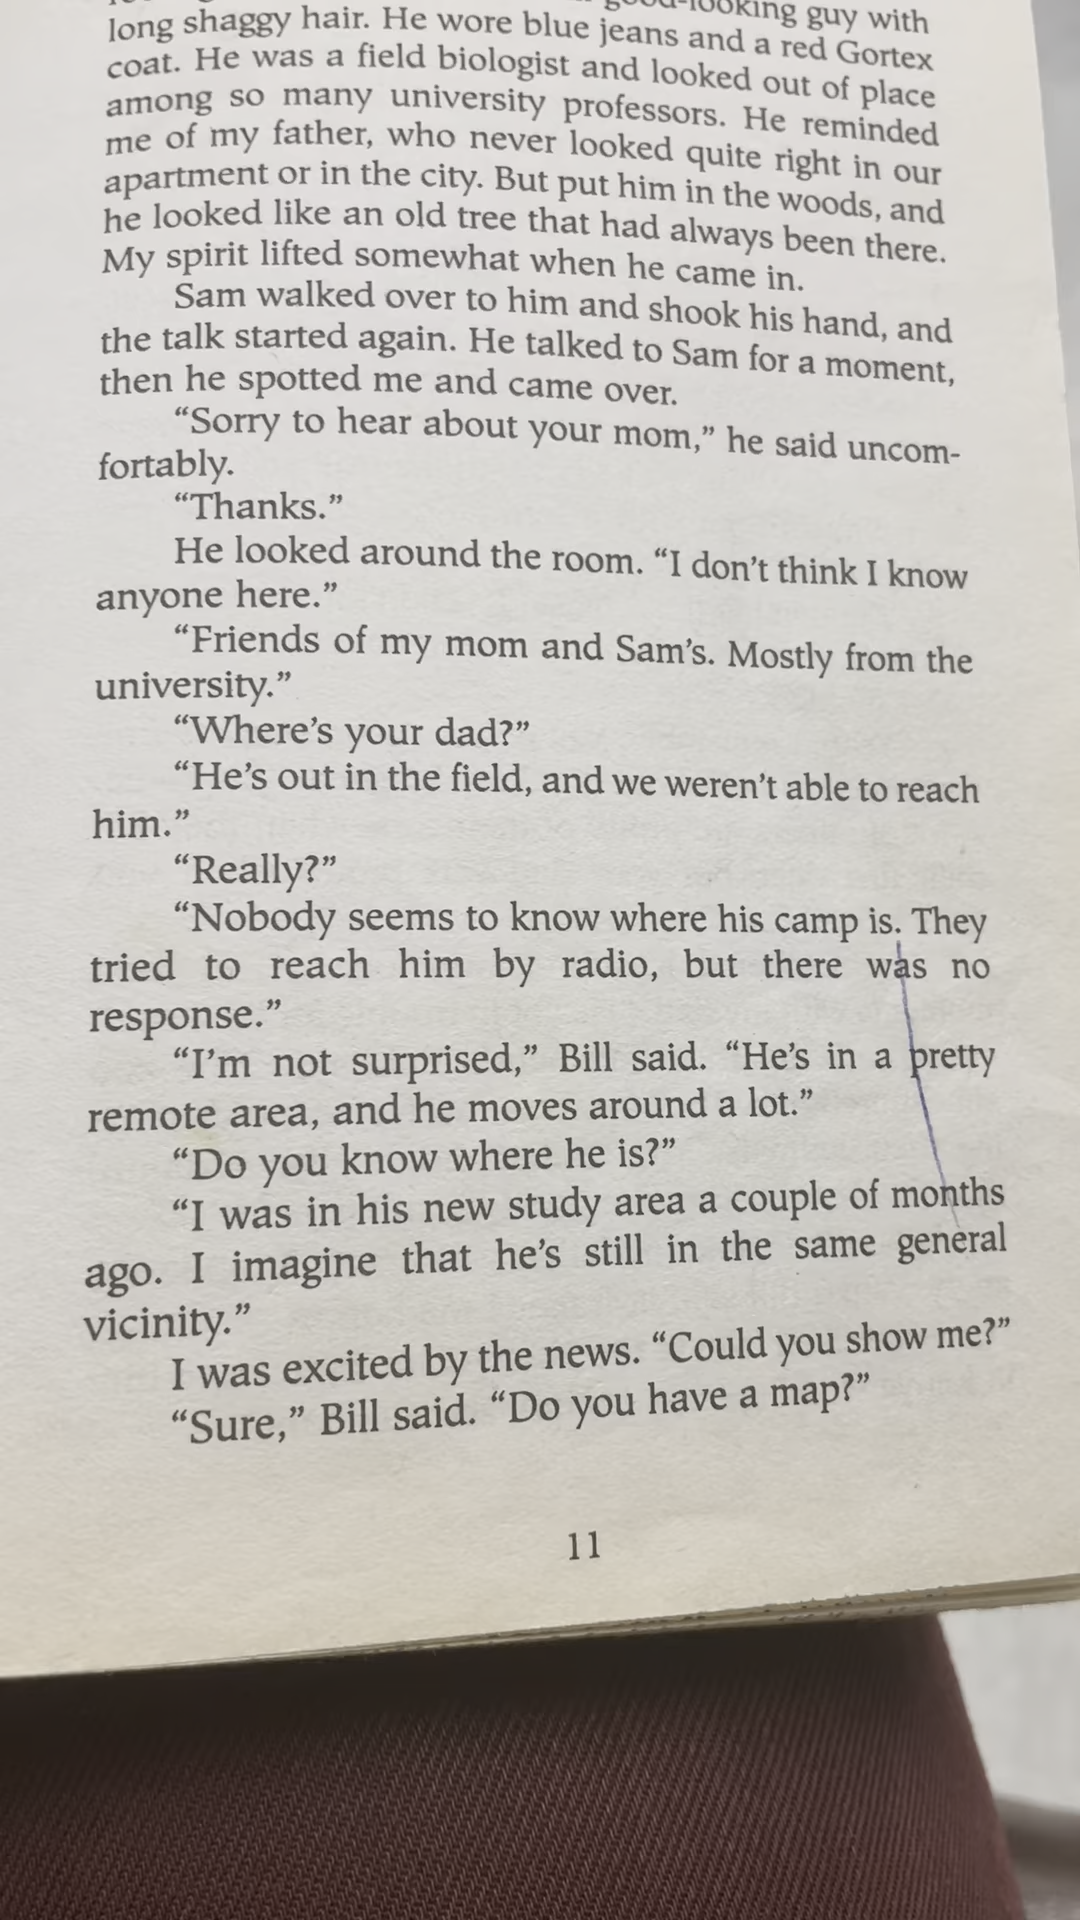 good-looking guy with
long shaggy hair. He wore blue jeans and a red Gortex
coat. He was a field biologist and looked out of place
among so many university professors. He reminded
me of my father, who never looked quite right in our
apartment or in the city. But put him in the woods, and
he looked like an old tree that had always been there.
My spirit lifted somewhat when he came in.
Sam walked over to him and shook his hand, and
the talk started again. He talked to Sam for a moment,
then he spotted me and came over.
“Sorry to hear about your mom,” he said uncom-
fortably.
“Thanks.”
He looked around the room. “I don’t think I know
anyone here.”
“Friends of my mom and Sam’s. Mostly from the
university.”
“Where’s your dad?”
“He’s out in the field, and we weren’t able to reach
him.”
“Really?”
“Nobody seems to know where his camp is. They
tried to reach him by radio, but there was no
response.”
“I’m not surprised,” Bill said. “He’s in a pretty
remote area, and he moves around a lot.”
“Do you know where he is?”
“I was in his new study area a couple of months
ago. I imagine that he’s still in the same general
vicinity.”
I was excited by the news. “Could you show me?”
“Sure,” Bill said. “Do you have a map?”
11